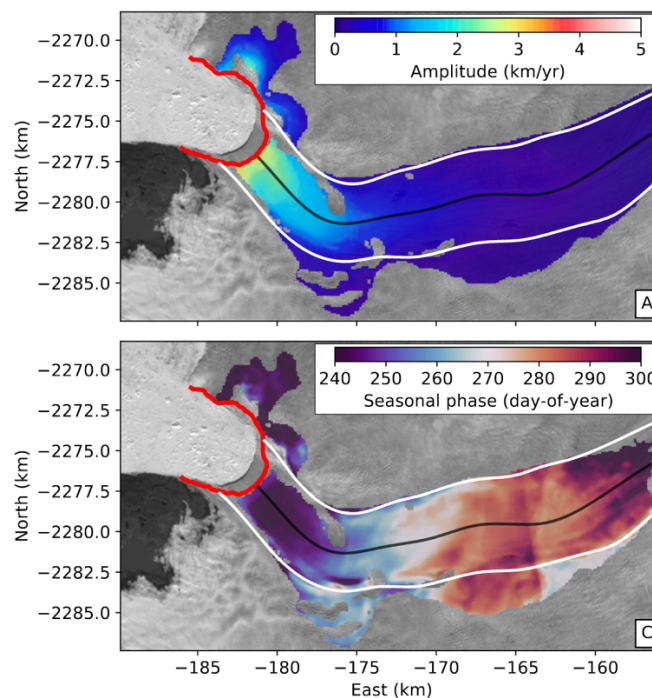 −2270.0
−2272.5
−2275.0
−2277.5
−2280.0
−2282.5
−2285.0
North (km)
0 1 2 3 4 5
Amplitude (km/yr)
A
−2270.0
−2272.5
−2275.0
−2277.5
−2280.0
−2282.5
−2285.0
North (km)
240 250 260 270 280 290 300
Seasonal phase (day-of-year)
C
−185 −180 −175 −170 −165 −160
East (km)